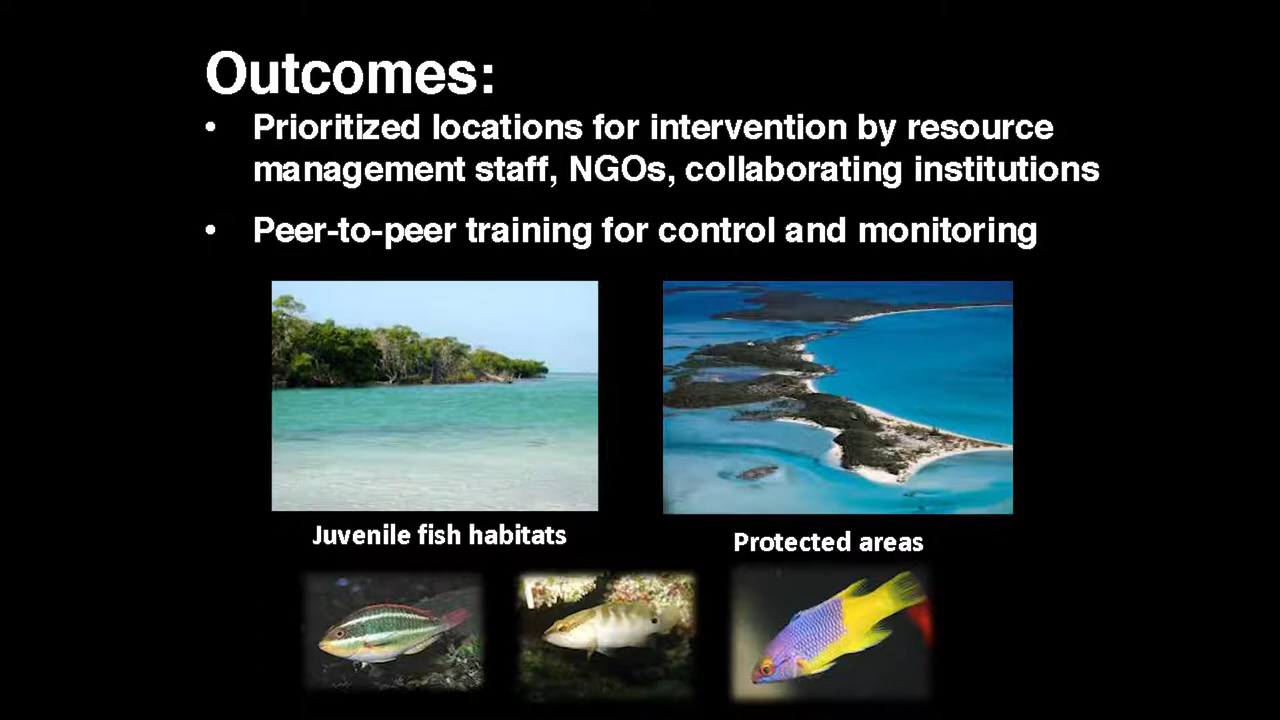 Outcomes:
• Prioritized locations for intervention by resource
management staff, NGOs, collaborating institutions
• Peer-to-peer training for control and monitoring
Juvenile fish habitats
Protected areas